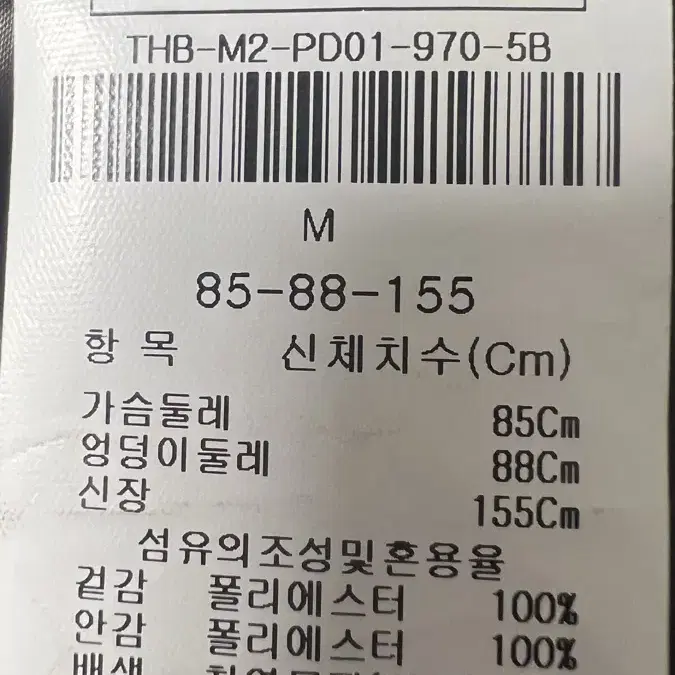 THB-M2-PD01-970-5B
M
85-88-155
항 목 신체치수(Cm)
가슴둘레 85Cm
엉덩이둘레 88Cm
신장 155Cm
섬유의조성및혼용율
겉감 폴리에스터 100%
안감 폴리에스터 100%
배색